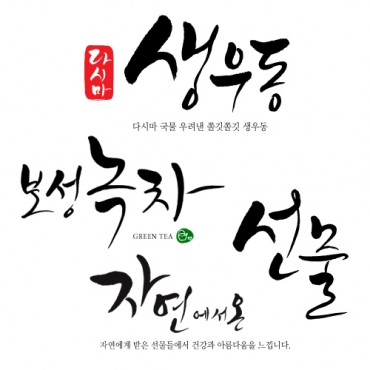 다시마
생우동
다시마 국물 우려낸 쫄깃쫄깃 생우동
보성녹차
GREEN TEA
선물
자연에서온
자연에게 받은 선물들에서 건강과 아름다움을 느낍니다.